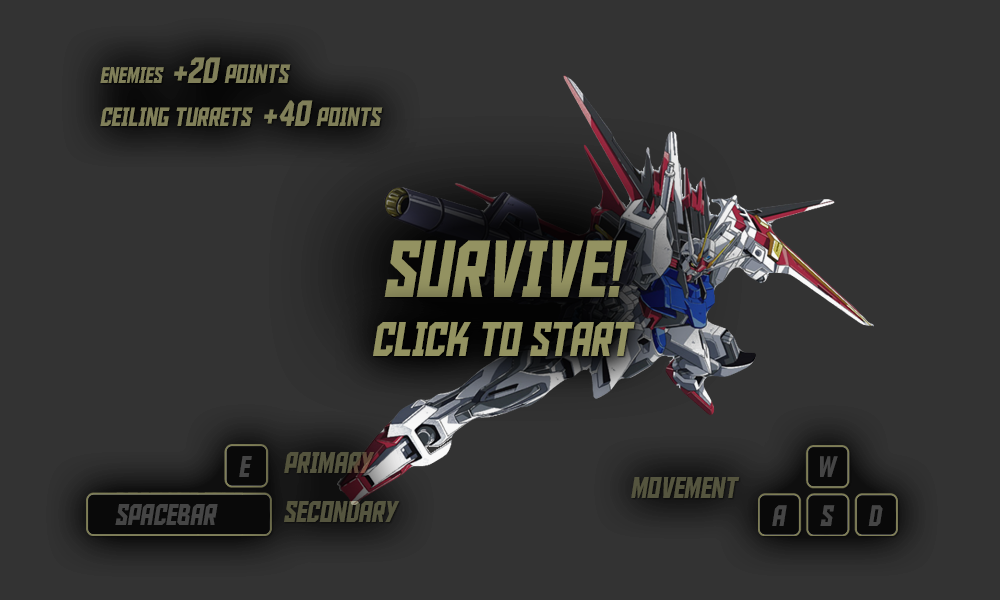 ENEMIES +20 POINTS
CEILING TURRETS +40 POINTS
SURVIVE!
CLICK TO START
E PRIMARY
SPACEBAR SECONDARY
MOVEMENT
W
A S D